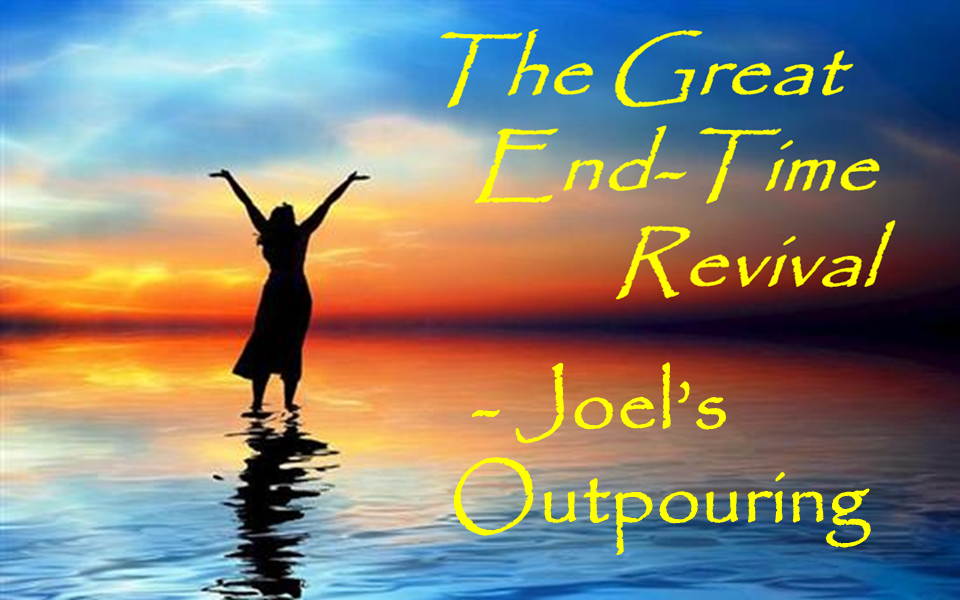 The Great
End-Time
Revival
- Joel’s
Outpouring